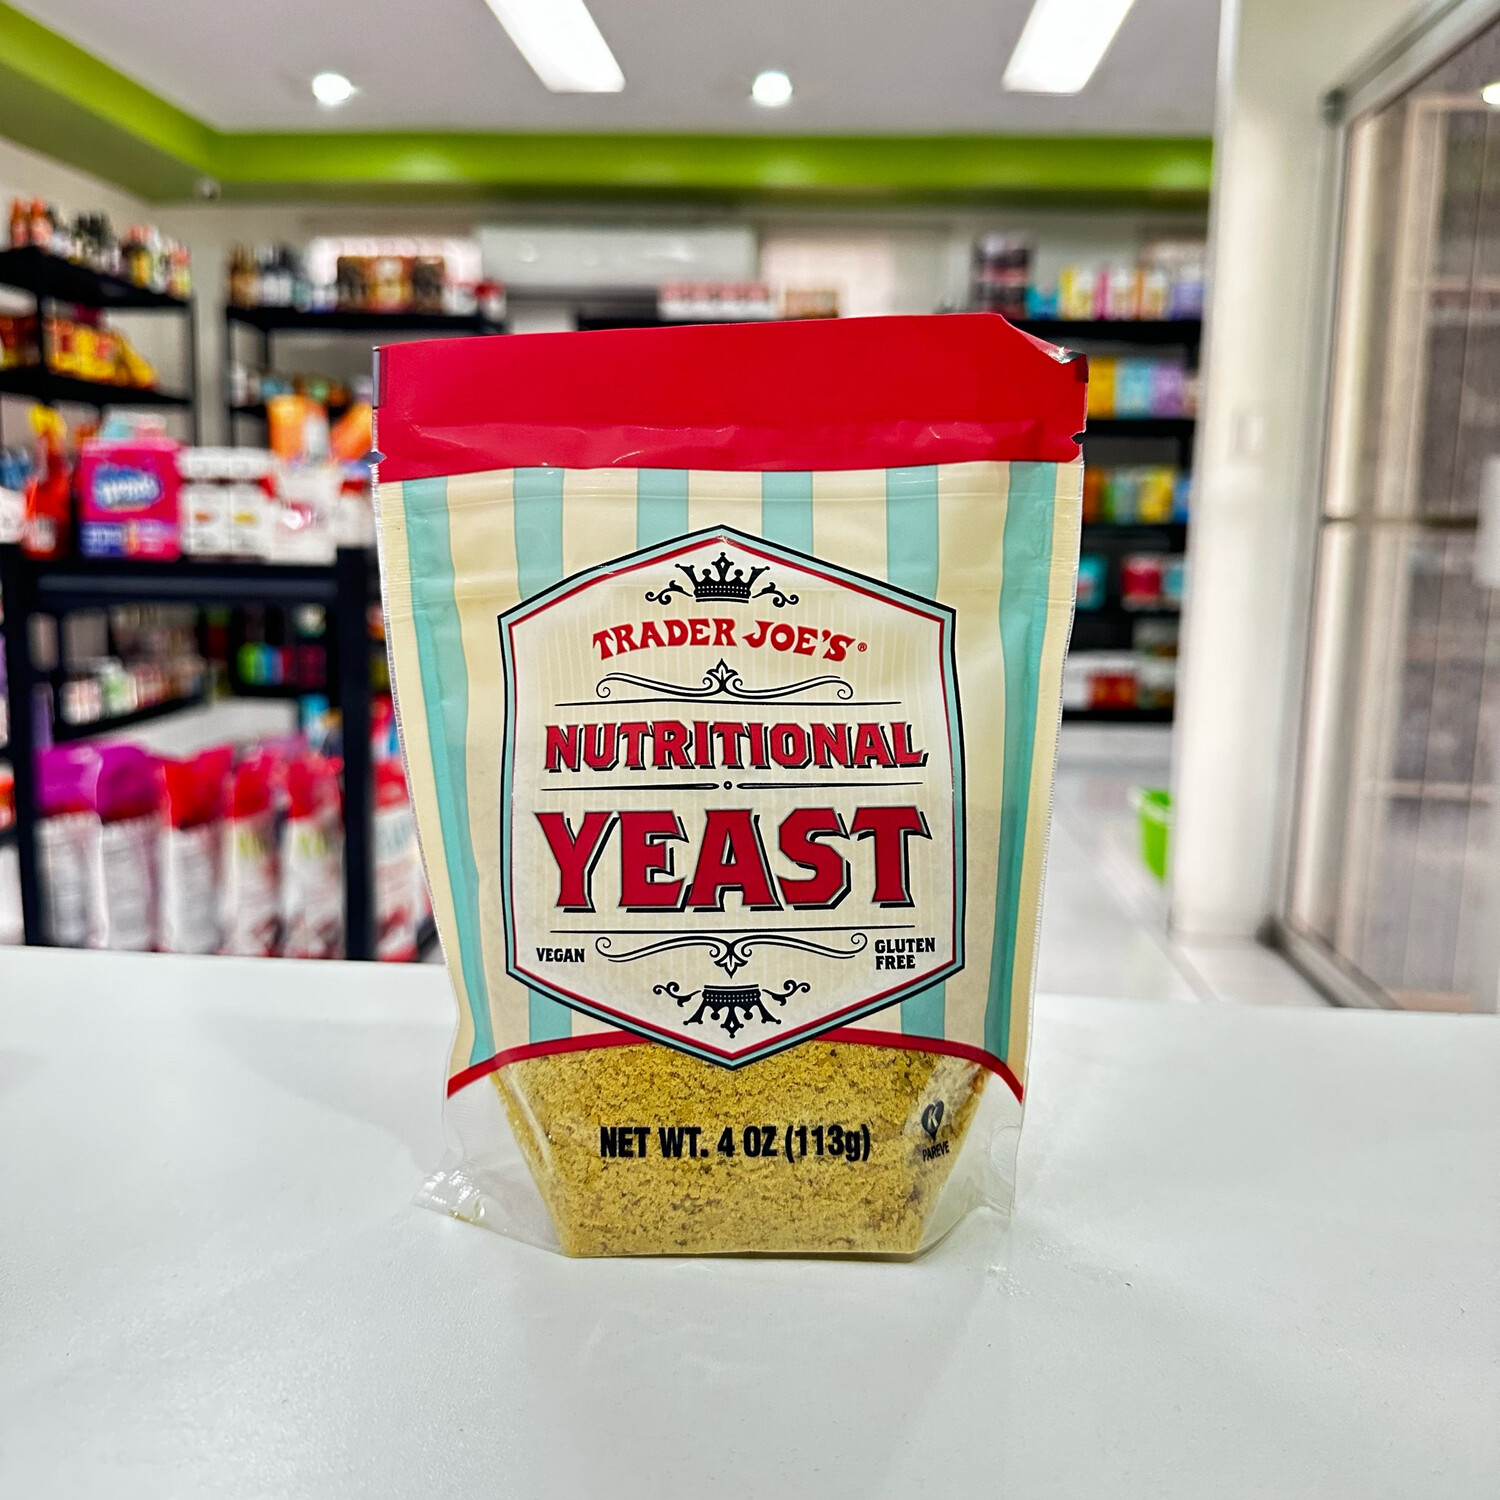 TRADER JOE'S®
NUTRITIONAL
YEAST
VEGAN
GLUTEN
FREE
NET WT. 4 OZ (113g)
K
PAREVE